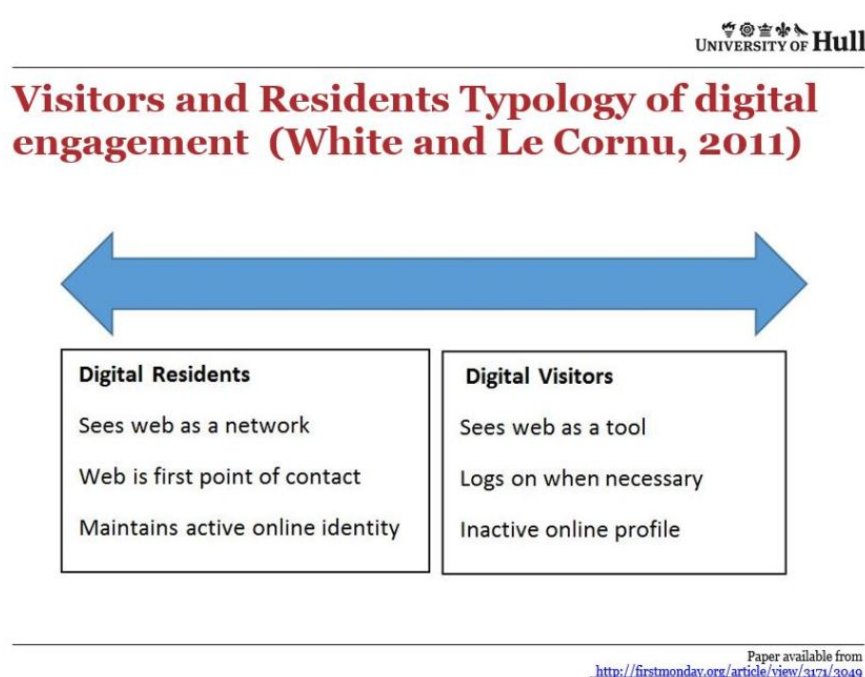 UNIVERSITY OF Hull
Visitors and Residents Typology of digital
engagement (White and Le Cornu, 2011)
Digital Residents
Sees web as a network
Web is first point of contact
Maintains active online identity
Digital Visitors
Sees web as a tool
Logs on when necessary
Inactive online profile
Paper available from
http://firstmonday.org/article/view/3171/3049